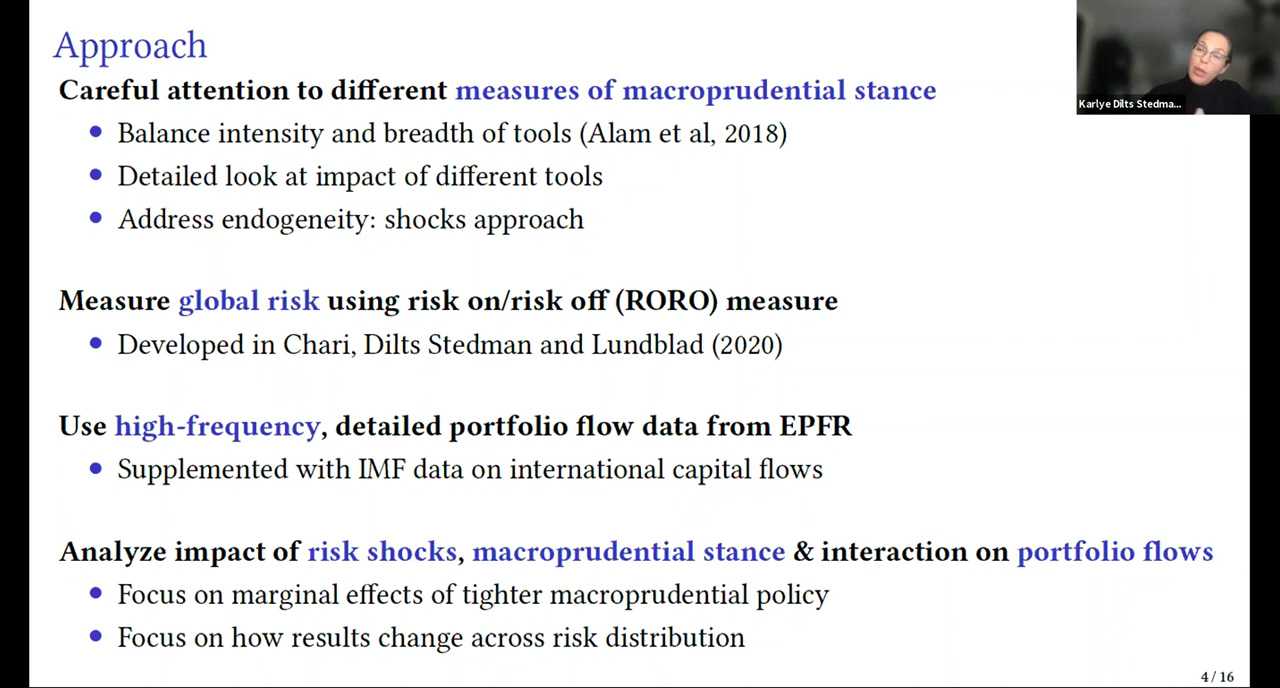 Approach
Karlye Dilts Stedma...
Careful attention to different measures of macroprudential stance
• Balance intensity and breadth of tools (Alam et al, 2018)
• Detailed look at impact of different tools
• Address endogeneity: shocks approach
Measure global risk using risk on/risk off (RORO) measure
• Developed in Chari, Dilts Stedman and Lundblad (2020)
Use high-frequency, detailed portfolio flow data from EPFR
• Supplemented with IMF data on international capital flows
Analyze impact of risk shocks, macroprudential stance & interaction on portfolio flows
• Focus on marginal effects of tighter macroprudential policy
• Focus on how results change across risk distribution
4 / 16